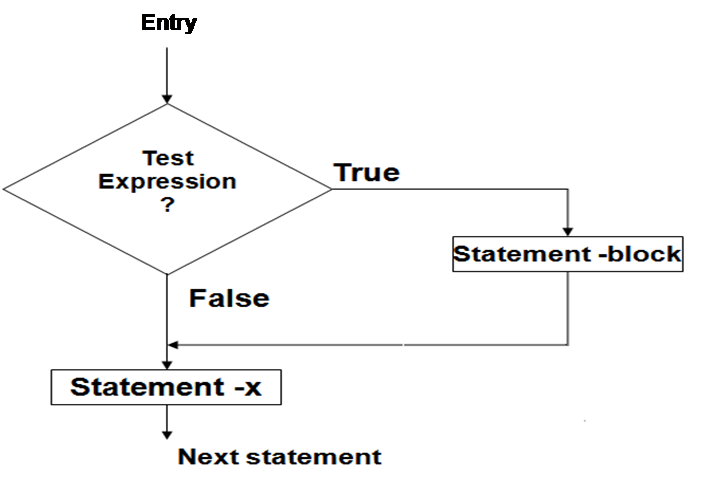 Entry
Test
Expression
?
True
Statement -block
False
Statement -x
Next statement